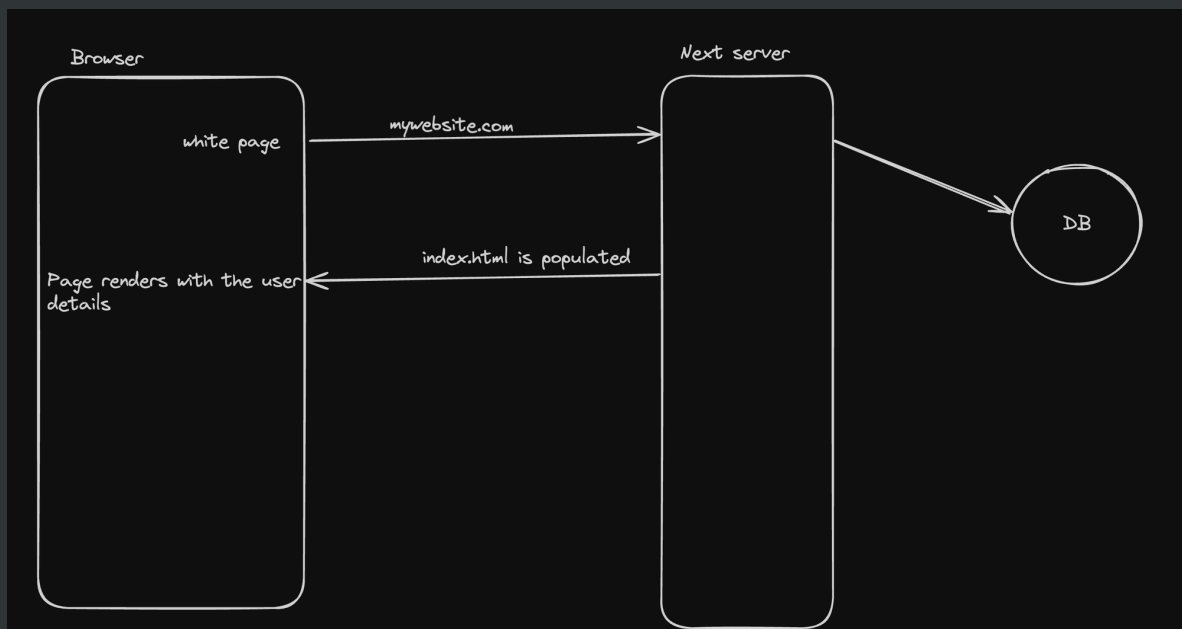 Browser
Next server
mywebsite.com
white page
DB
index.html is populated
Page renders with the user
details